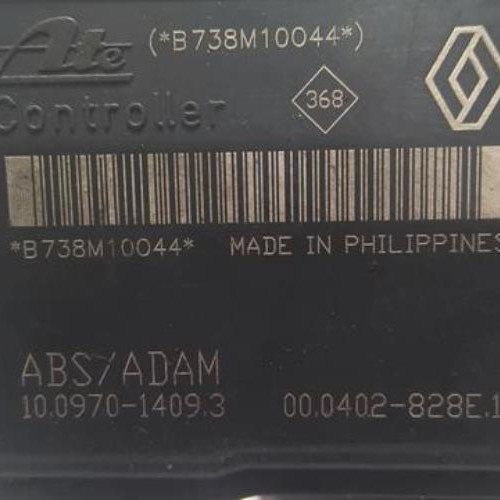 Ate (*B738M10044*)
Controller 368
*B738M10044* MADE IN PHILIPPINES
ABS/ADAM
10.0970-1409.3 00.0402-828E.1